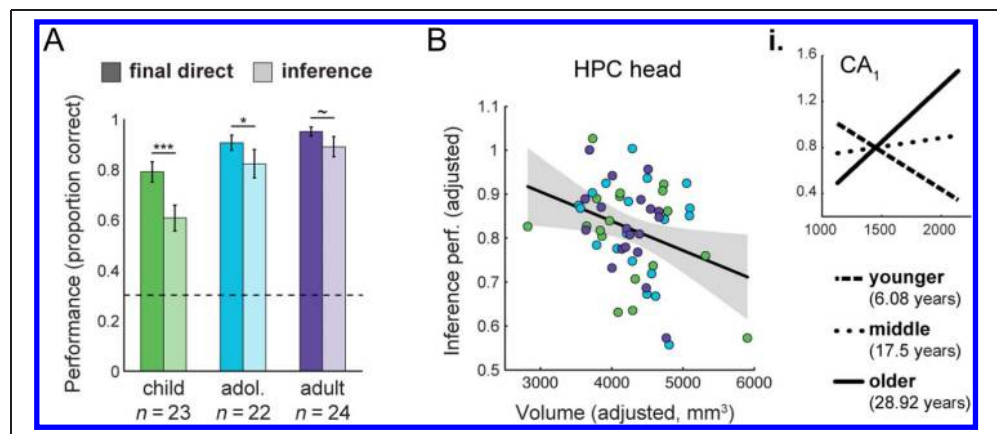 A
final direct
inference
Performance (proportion correct)
1
0.8
0.6
0.4
0.2
0
***
*
~
child
adol.
adult
n = 23
n = 22
n = 24
B
HPC head
Inference perf. (adjusted)
1.1
1
0.9
0.8
0.7
0.6
0.5
3000
4000
5000
6000
Volume (adjusted, mm³)
i.
CA₁
1.6
1.2
0.8
0.4
1000
1500
2000
younger
(6.08 years)
middle
(17.5 years)
older
(28.92 years)